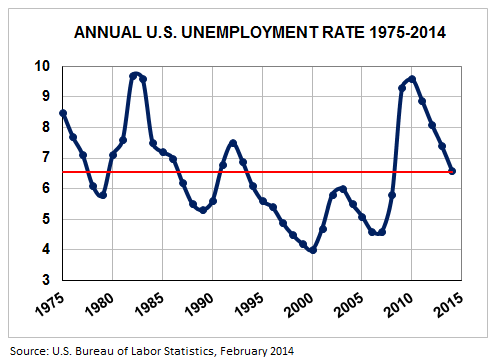 ANNUAL U.S. UNEMPLOYMENT RATE 1975-2014
10
9
8
7
6
5
4
3
1975 1980 1985 1990 1995 2000 2005 2010 2015
Source: U.S. Bureau of Labor Statistics, February 2014